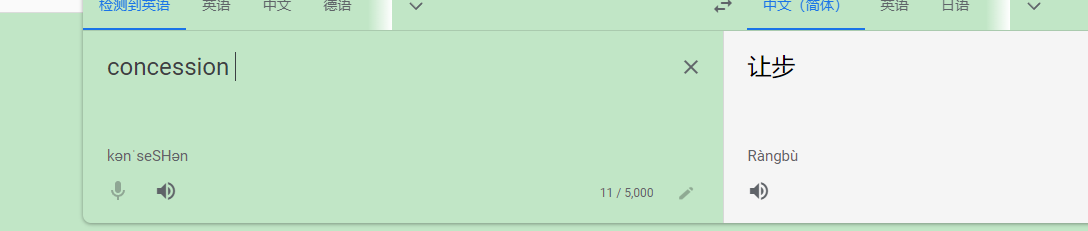 检测到英语 英语 中文 德语 中文（简体） 英语 日语
concession 让步
kənˈseSHən Ràngbù
11 / 5,000